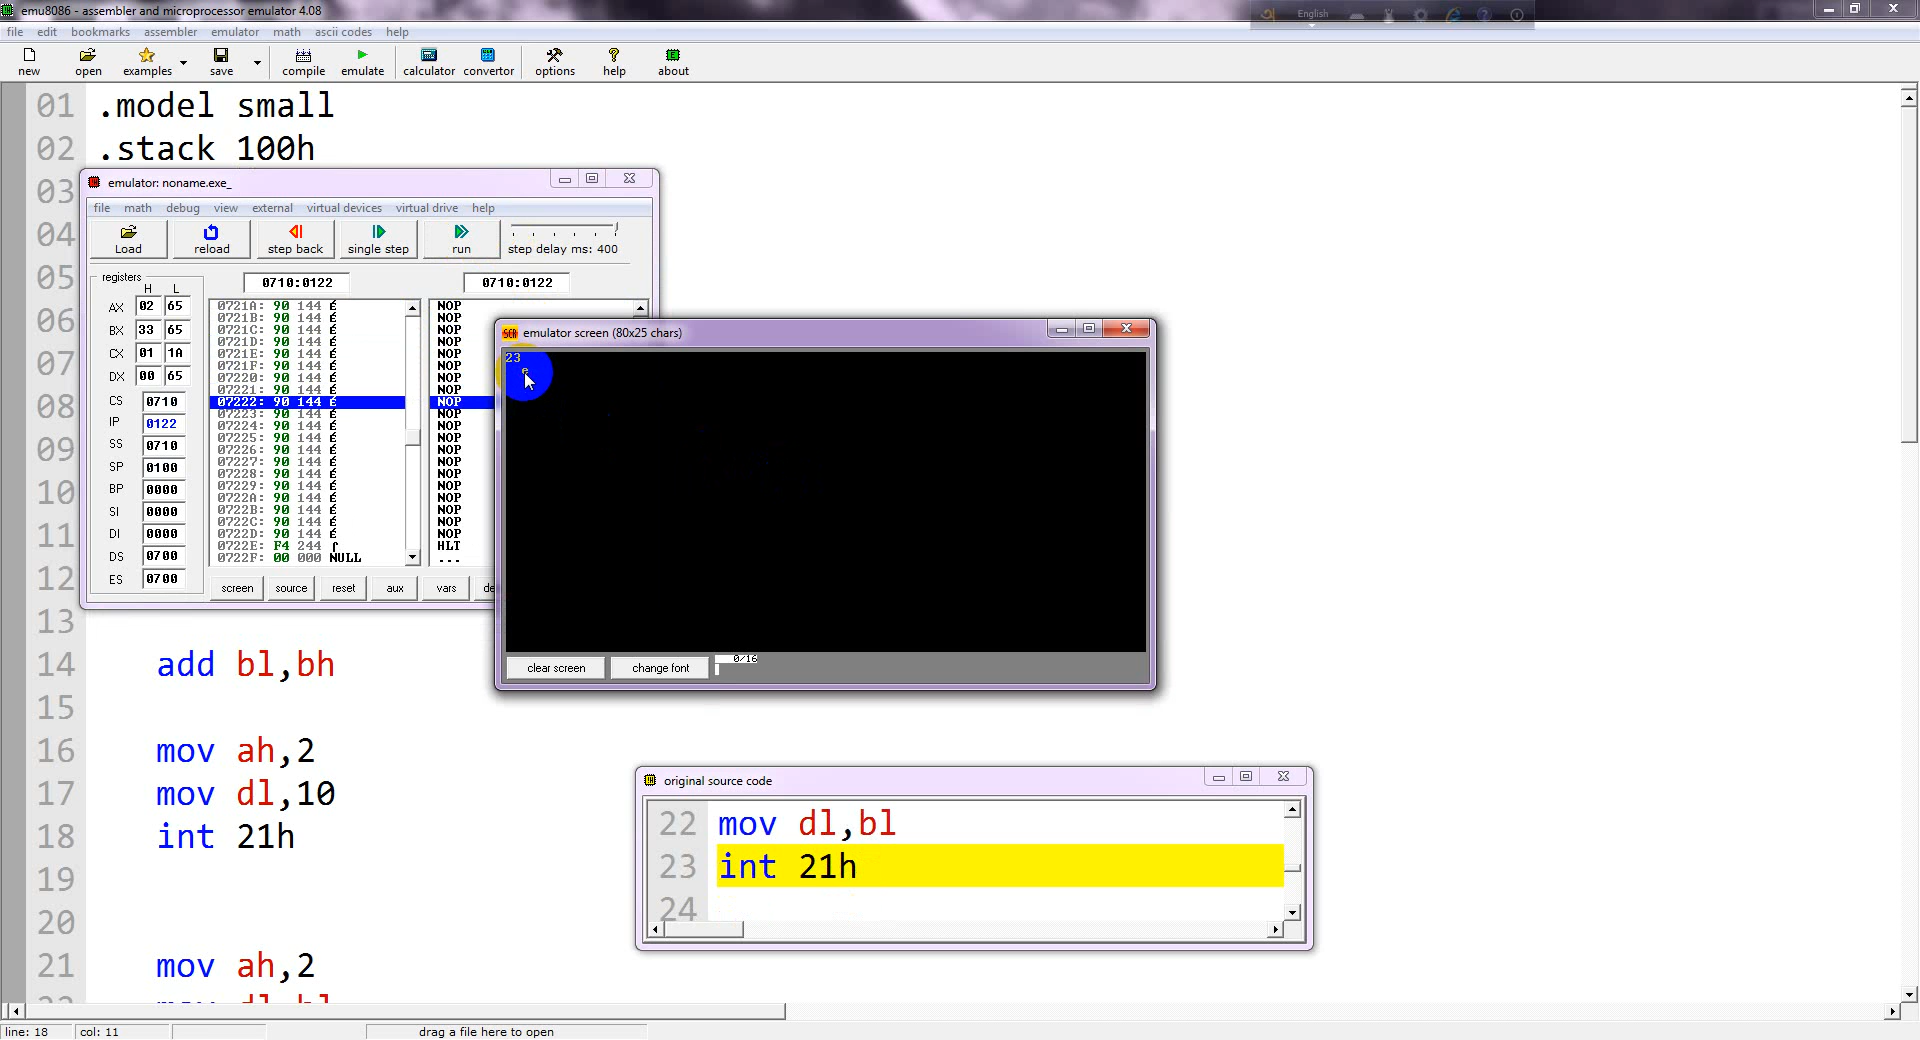 emu8086 - assembler and microprocessor emulator 4.08
English
file edit bookmarks assembler emulator math ascii codes help
new open examples save compile emulate calculator convertor options help about
01 .model small
02 .stack 100h
03
04
05
06
07
08
09
10
11
12
13
14 add bl,bh
15
16 mov ah,2
17 mov dl,10
18 int 21h
19
20
21 mov ah,2
emulator: noname.exe_
file math debug view external virtual devices virtual drive help
Load reload step back single step run step delay ms: 400
registers
H L
AX 02 65
BX 33 65
CX 01 1A
DX 00 65
CS 0710
IP 0122
SS 0710
SP 0100
BP 0000
SI 0000
DI 0000
DS 0700
ES 0700
0710:0122 0710:0122
0721A: 90 144 É NOP
0721B: 90 144 É NOP
0721C: 90 144 É NOP
0721D: 90 144 É NOP
0721E: 90 144 É NOP
0721F: 90 144 É NOP
07220: 90 144 É NOP
07221: 90 144 É NOP
07222: 90 144 É NOP
07223: 90 144 É NOP
07224: 90 144 É NOP
07225: 90 144 É NOP
07226: 90 144 É NOP
07227: 90 144 É NOP
07228: 90 144 É NOP
07229: 90 144 É NOP
0722A: 90 144 É NOP
0722B: 90 144 É NOP
0722C: 90 144 É NOP
0722D: 90 144 É NOP
0722E: F4 244 ⌠ HLT
0722F: 00 000 NULL ...
screen source reset aux vars de
emulator screen (80x25 chars)
23
e
clear screen change font 0/16
original source code
22 mov dl,bl
23 int 21h
24
line: 18 col: 11 drag a file here to open